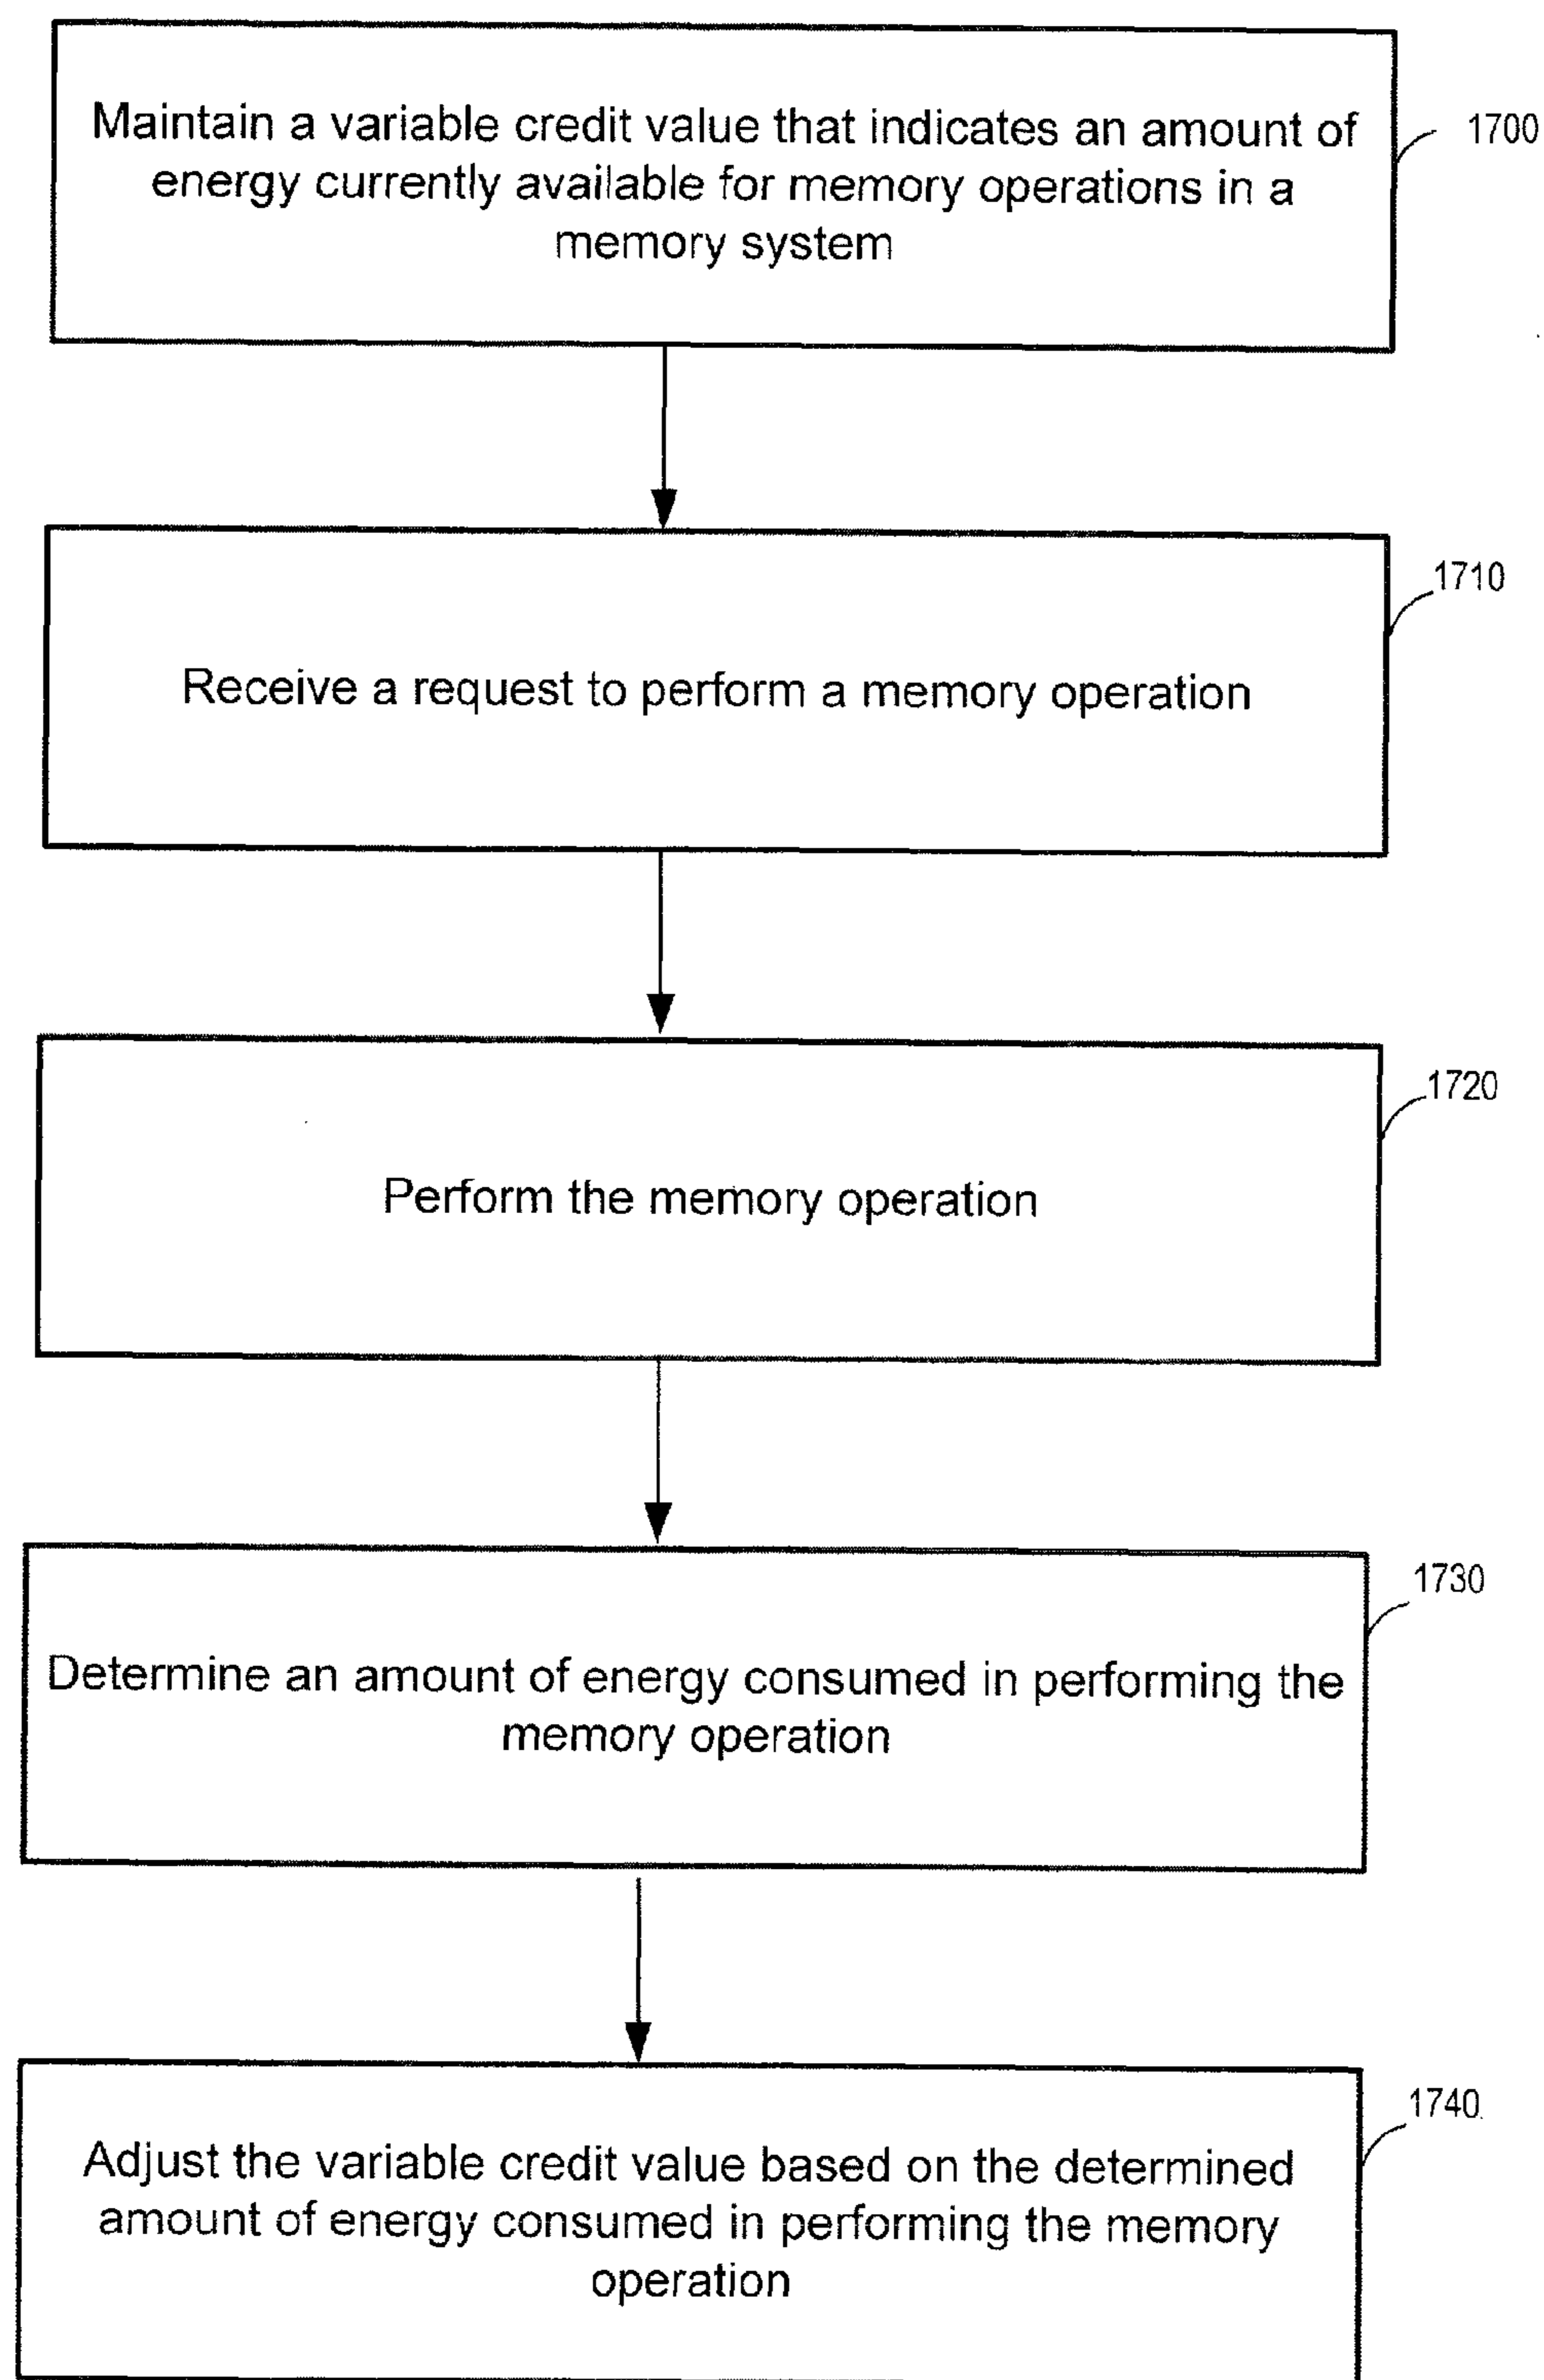 Maintain a variable credit value that indicates an amount of
energy currently available for memory operations in a
memory system
1700
Receive a request to perform a memory operation
1710
Perform the memory operation
1720
Determine an amount of energy consumed in performing the
memory operation
1730
Adjust the variable credit value based on the determined
amount of energy consumed in performing the memory
operation
1740